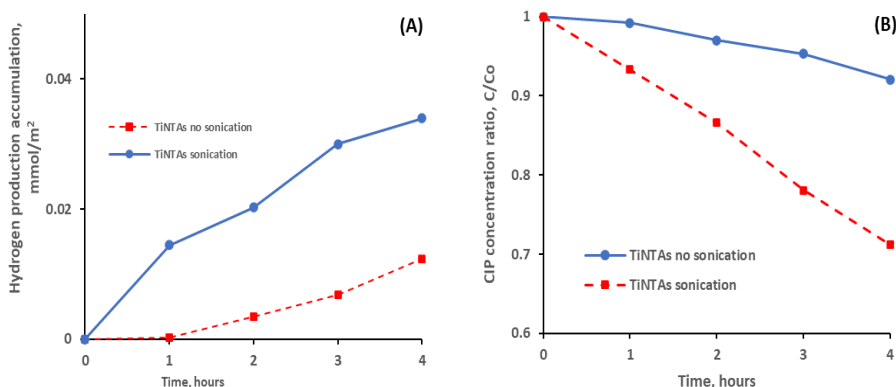 (A)
Hydrogen production accumulation,
mmol/m²
0.04
0.02
0
TiNTAs no sonication
TiNTAs sonication
0 1 2 3 4
Time, hours
(B)
CIP concentration ratio, C/Co
1
0.9
0.8
0.7
0.6
TiNTAs no sonication
TiNTAs sonication
0 1 2 3 4
Time, hours